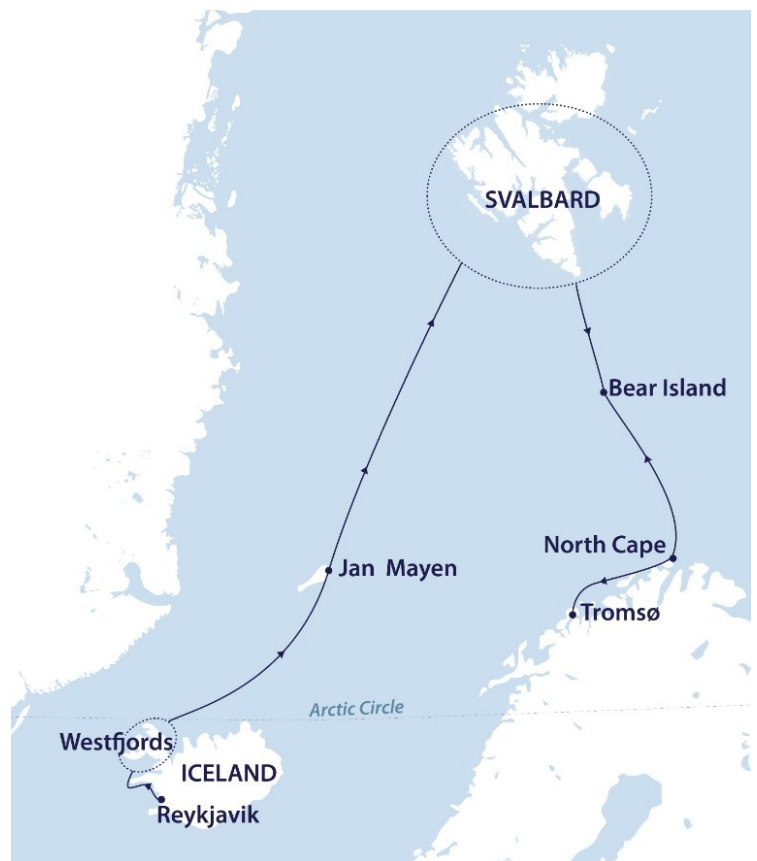 SVALBARD
Bear Island
North Cape
Jan Mayen
Tromsø
Arctic Circle
Westfjords
ICELAND
Reykjavik